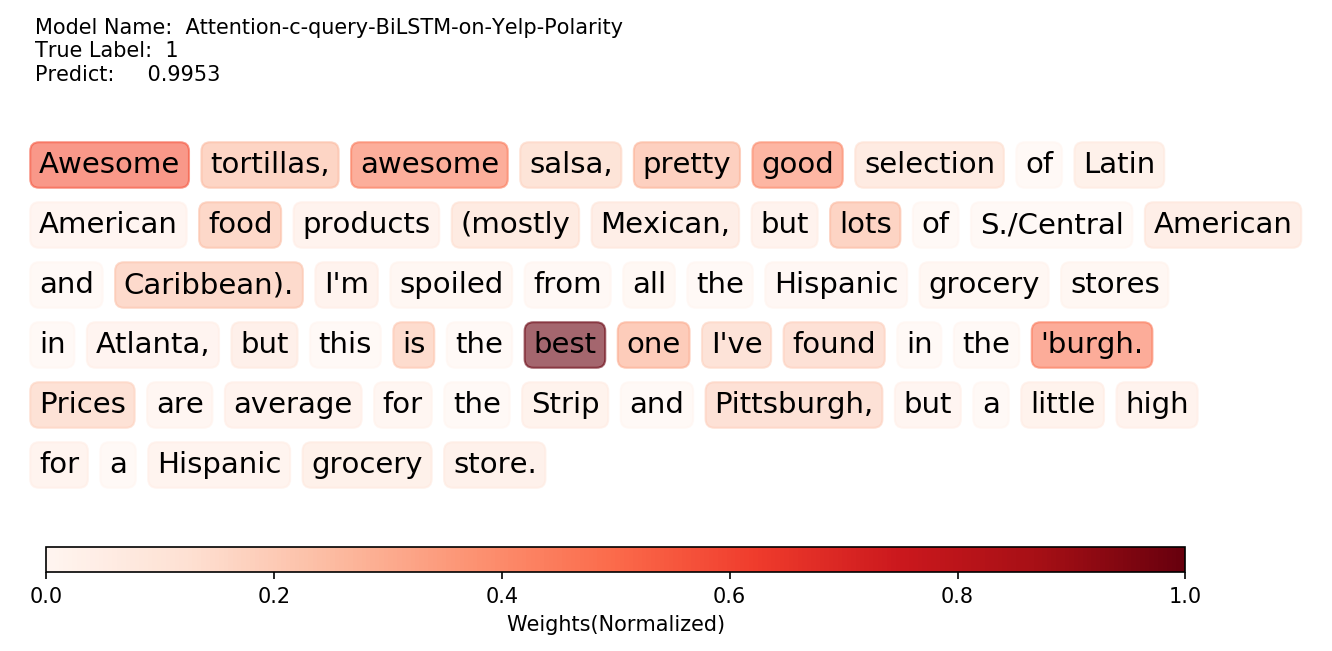 Model Name:  Attention-c-query-BiLSTM-on-Yelp-Polarity
True Label:  1
Predict:     0.9953
Awesome tortillas, awesome salsa, pretty good selection of Latin
American food products (mostly Mexican, but lots of S./Central American
and Caribbean). I'm spoiled from all the Hispanic grocery stores
in Atlanta, but this is the best one I've found in the 'burgh.
Prices are average for the Strip and Pittsburgh, but a little high
for a Hispanic grocery store.
0.0 0.2 0.4 0.6 0.8 1.0
Weights(Normalized)